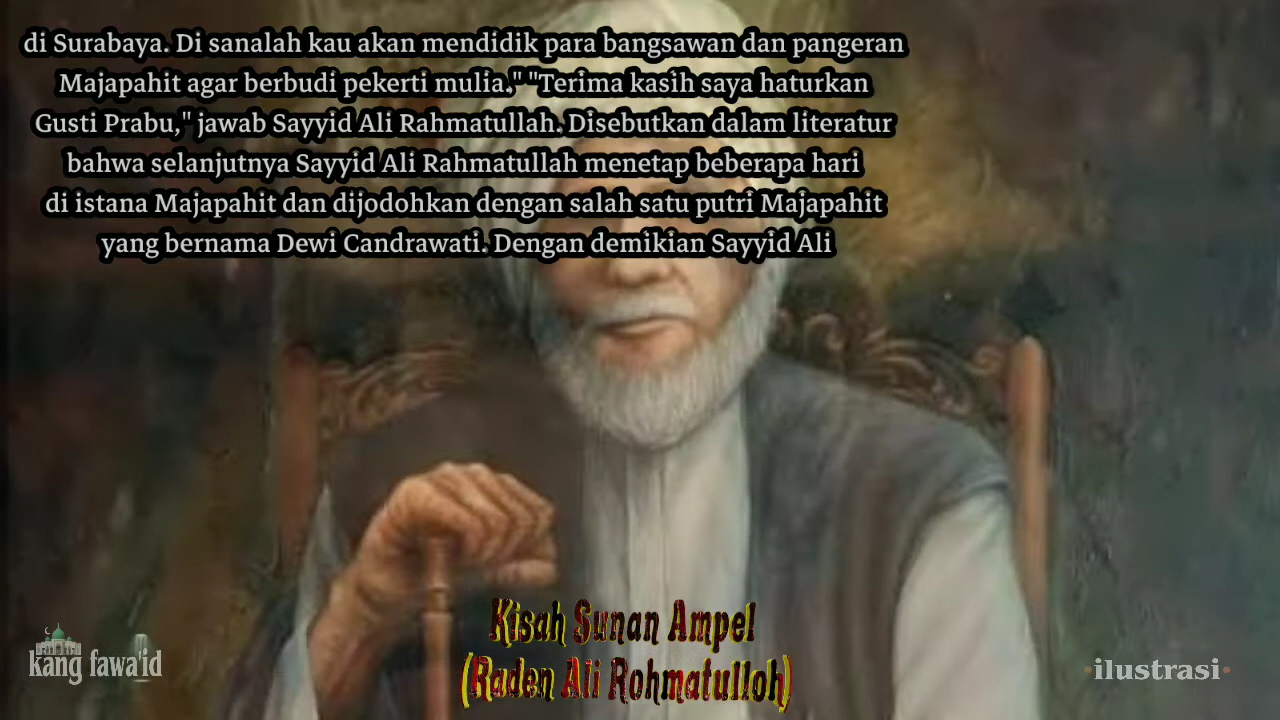 di Surabaya. Di sanalah kau akan mendidik para bangsawan dan pangeran
Majapahit agar berbudi pekerti mulia." "Terima kasih saya haturkan
Gusti Prabu," jawab Sayyid Ali Rahmatullah. Disebutkan dalam literatur
bahwa selanjutnya Sayyid Ali Rahmatullah menetap beberapa hari
di istana Majapahit dan dijodohkan dengan salah satu putri Majapahit
yang bernama Dewi Candrawati. Dengan demikian Sayyid Ali
Kisah Sunan Ampel
(Raden Ali Rohmatulloh)
kang fawa'id
·ilustrasi·